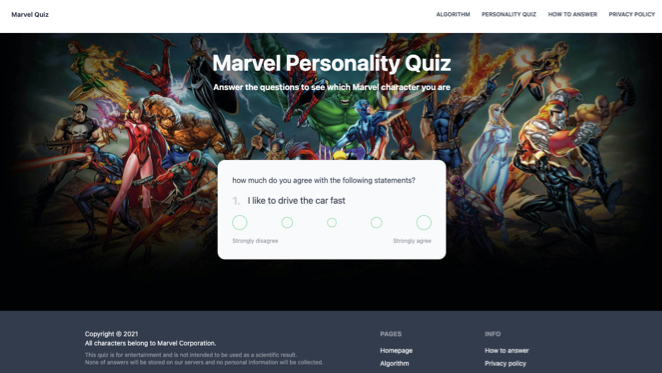 Marvel Quiz
ALGORITHM PERSONALITY QUIZ HOW TO ANSWER PRIVACY POLICY
Marvel Personality Quiz
Answer the questions to see which Marvel character you are
how much do you agree with the following statements?
1. I like to drive the car fast
Strongly disagree Strongly agree
Copyright © 2021
All characters belong to Marvel Corporation.
This quiz is for entertainment and is not intended to be used as a scientific result.
None of answers will be stored on our servers and no personal information will be collected.
PAGES
Homepage
Algorithm
INFO
How to answer
Privacy policy